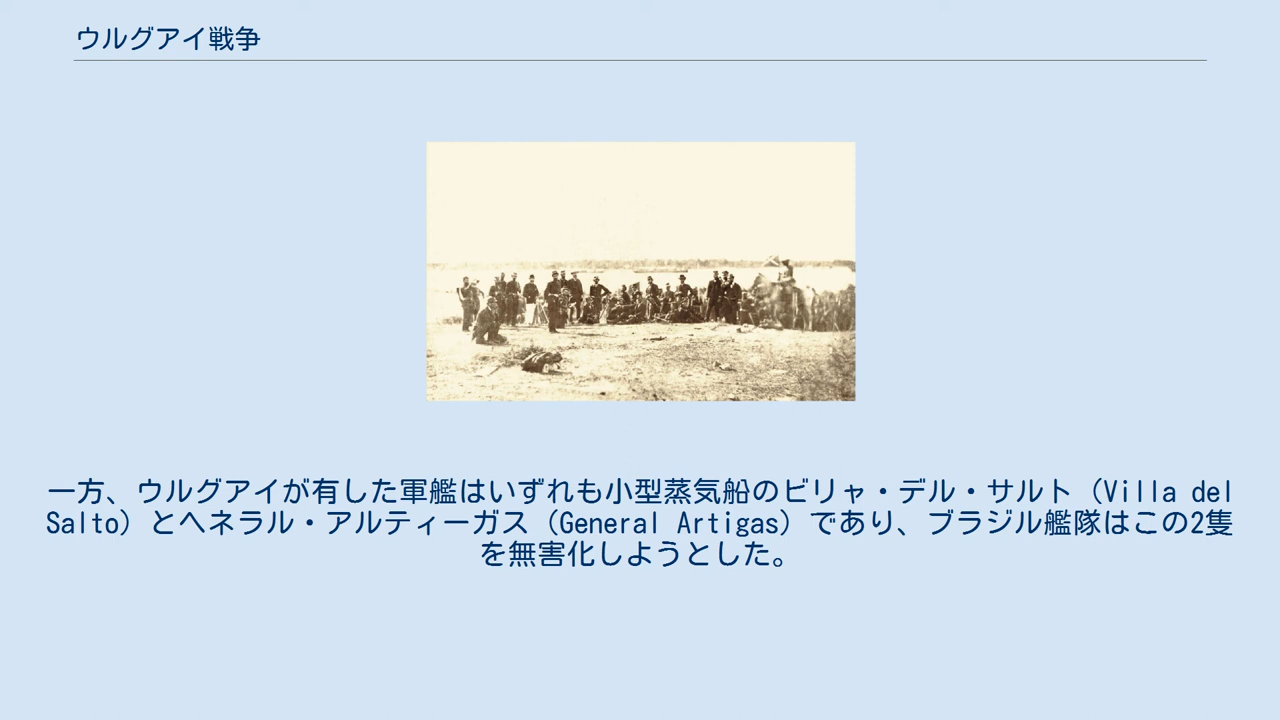 ウルグアイ戦争
一方、ウルグアイが有した軍艦はいずれも小型蒸気船のビリャ・デル・サルト（Villa del
Salto）とヘネラル・アルティーガス（General Artigas）であり、ブラジル艦隊はこの2隻
を無害化しようとした。